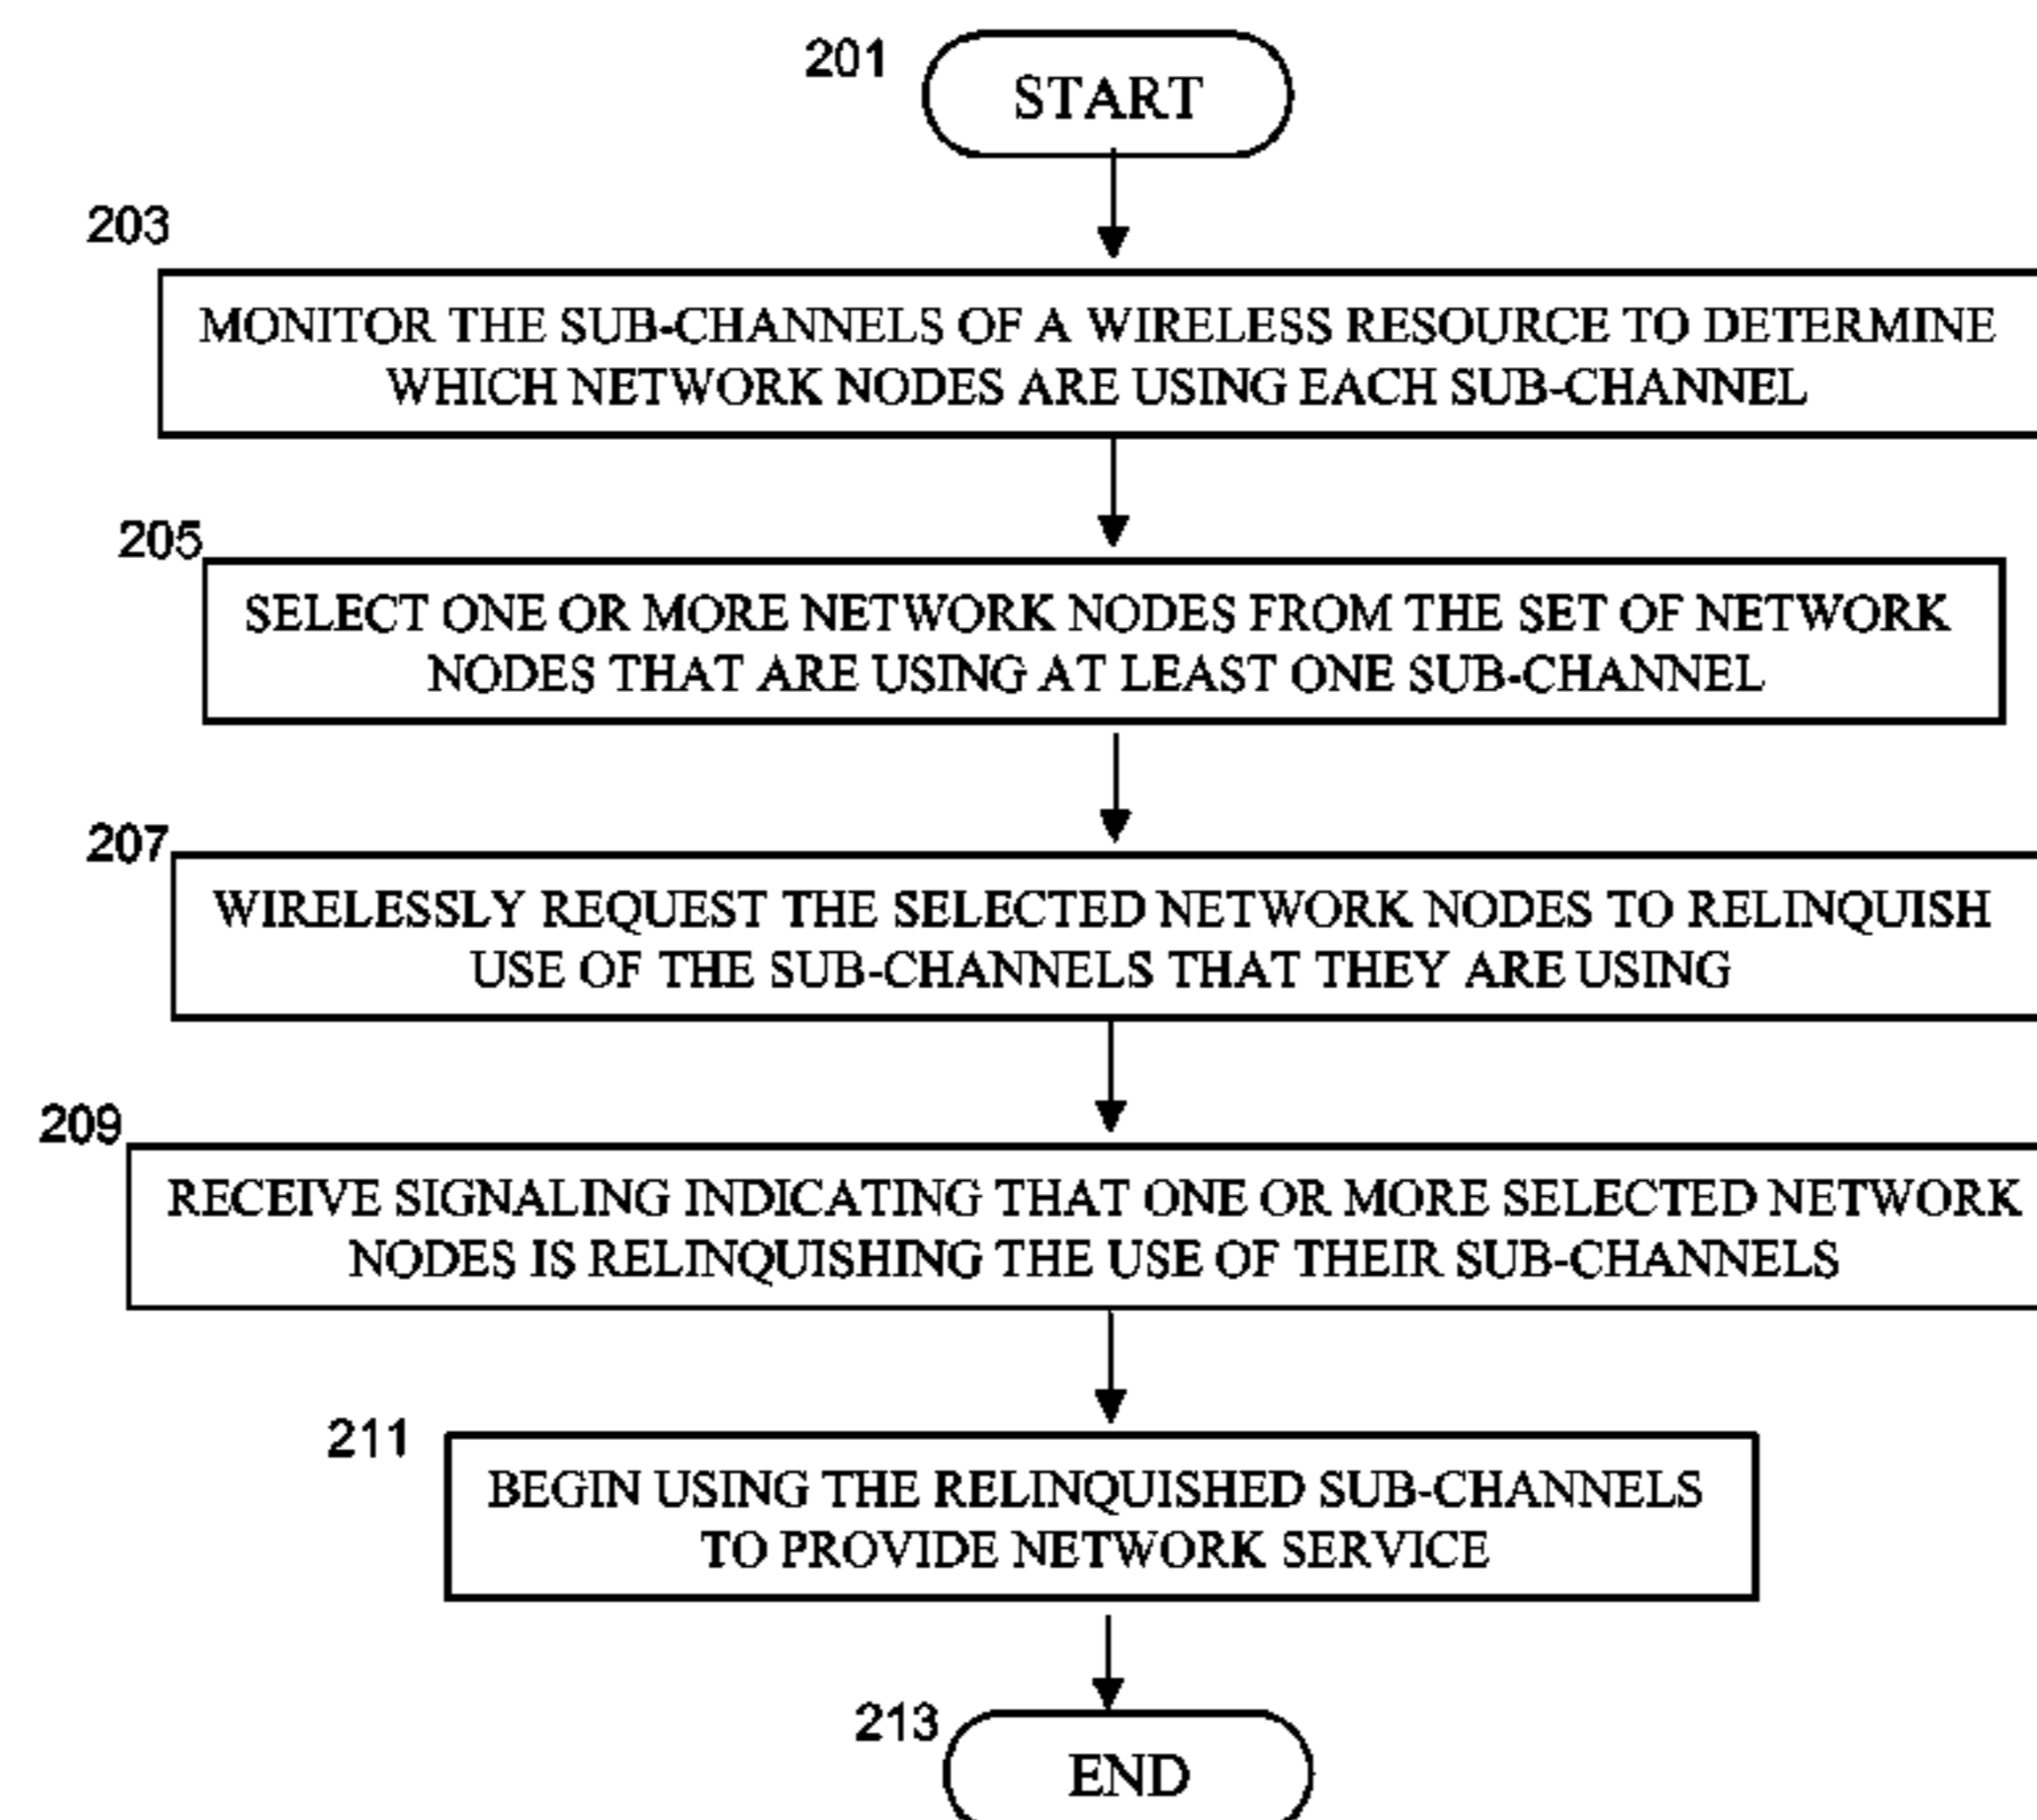 201
START
203
MONITOR THE SUB-CHANNELS OF A WIRELESS RESOURCE TO DETERMINE
WHICH NETWORK NODES ARE USING EACH SUB-CHANNEL
205
SELECT ONE OR MORE NETWORK NODES FROM THE SET OF NETWORK
NODES THAT ARE USING AT LEAST ONE SUB-CHANNEL
207
WIRELESSLY REQUEST THE SELECTED NETWORK NODES TO RELINQUISH
USE OF THE SUB-CHANNELS THAT THEY ARE USING
209
RECEIVE SIGNALING INDICATING THAT ONE OR MORE SELECTED NETWORK
NODES IS RELINQUISHING THE USE OF THEIR SUB-CHANNELS
211
BEGIN USING THE RELINQUISHED SUB-CHANNELS
TO PROVIDE NETWORK SERVICE
213
END